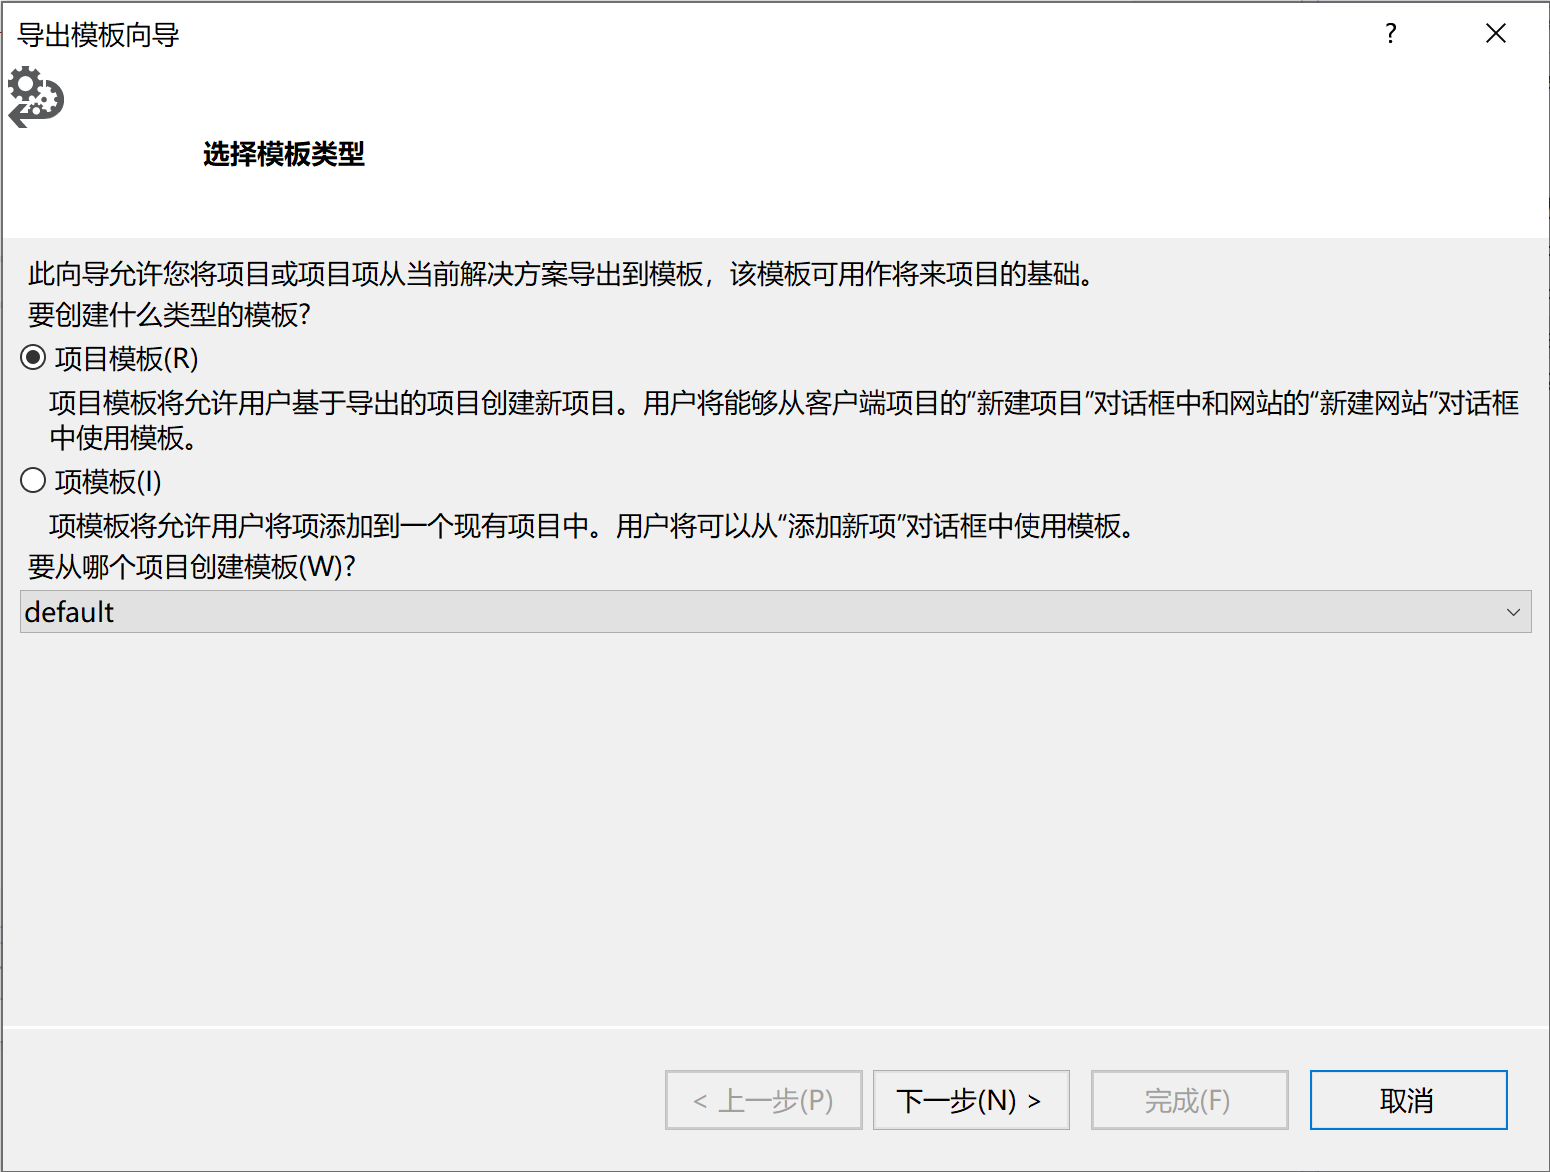 导出模板向导
?
选择模板类型
此向导允许您将项目或项目项从当前解决方案导出到模板，该模板可用作将来项目的基础。
要创建什么类型的模板?
项目模板(R)
项目模板将允许用户基于导出的项目创建新项目。用户将能够从客户端项目的“新建项目”对话框中和网站的“新建网站”对话框
中使用模板。
项模板(I)
项模板将允许用户将项添加到一个现有项目中。用户将可以从“添加新项”对话框中使用模板。
要从哪个项目创建模板(W)?
default
< 上一步(P)
下一步(N) >
完成(F)
取消